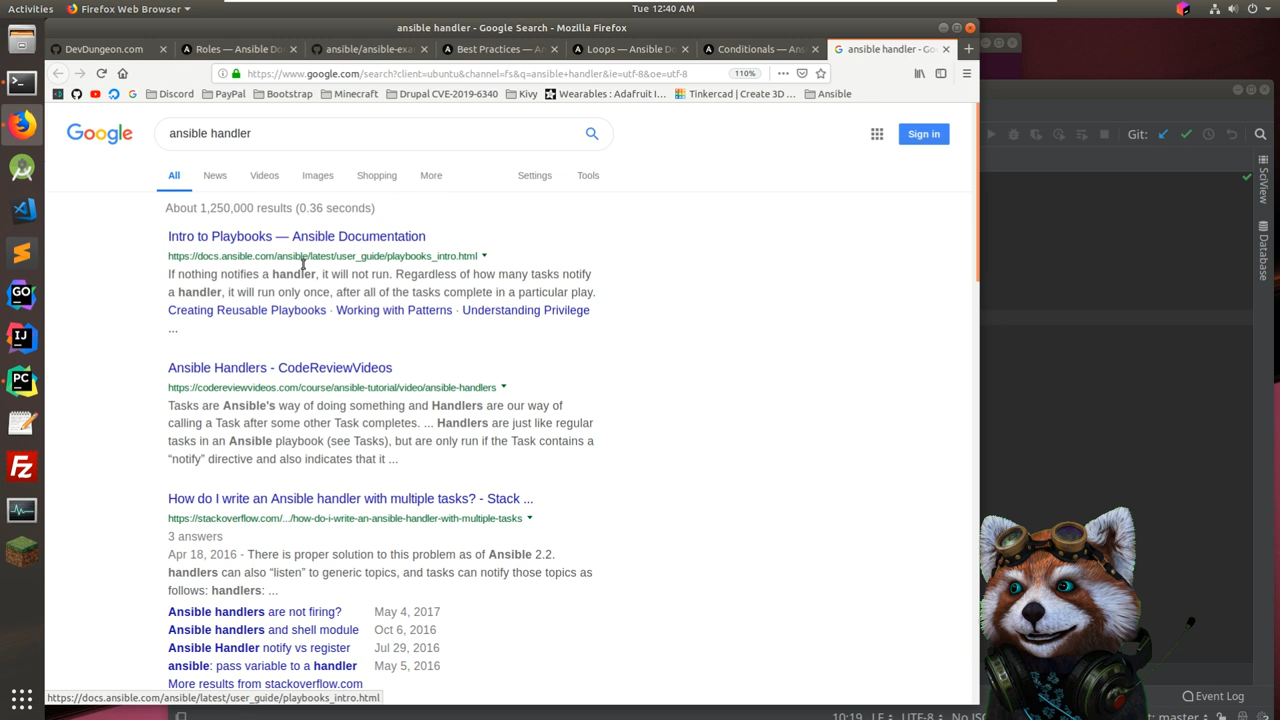 Activities
Firefox Web Browser
Tue 12:40 AM
ansible handler - Google Search - Mozilla Firefox
DevDungeon.com
Roles — Ansible Do
ansible/ansible-exa
Best Practices — An
Loops — Ansible D
Conditionals — Ans
ansible handler - Go
https://www.google.com/search?client=ubuntu&channel=fs&q=ansible+handler&ie=utf-8&oe=utf-8
110%
Discord
PayPal
Bootstrap
Minecraft
Drupal CVE-2019-6340
Kivy
Wearables : Adafruit I...
Tinkercad | Create 3D ...
Ansible
Git:
Google
ansible handler
Sign in
All
News
Videos
Images
Shopping
More
Settings
Tools
About 1,250,000 results (0.36 seconds)
Intro to Playbooks — Ansible Documentation
https://docs.ansible.com/ansible/latest/user_guide/playbooks_intro.html
If nothing notifies a handler, it will not run. Regardless of how many tasks notify
a handler, it will run only once, after all of the tasks complete in a particular play.
Creating Reusable Playbooks · Working with Patterns · Understanding Privilege
...
Ansible Handlers - CodeReviewVideos
https://codereviewvideos.com/course/ansible-tutorial/video/ansible-handlers
Tasks are Ansible's way of doing something and Handlers are our way of
calling a Task after some other Task completes. ... Handlers are just like regular
tasks in an Ansible playbook (see Tasks), but are only run if the Task contains a
“notify” directive and also indicates that it ...
How do I write an Ansible handler with multiple tasks? - Stack ...
https://stackoverflow.com/.../how-do-i-write-an-ansible-handler-with-multiple-tasks
3 answers
Apr 18, 2016 - There is proper solution to this problem as of Ansible 2.2.
handlers can also “listen” to generic topics, and tasks can notify those topics as
follows: handlers: ...
Ansible handlers are not firing? May 4, 2017
Ansible handlers and shell module Oct 6, 2016
Ansible Handler notify vs register Jul 29, 2016
ansible: pass variable to a handler May 5, 2016
More results from stackoverflow.com
https://docs.ansible.com/ansible/latest/user_guide/playbooks_intro.html
SciView
Database
GO
IJ
PC
FZ
Event Log
10:19
LF
UTF-8
No ISO
: master